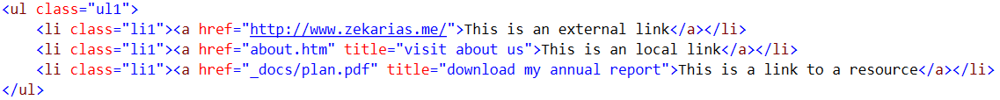 <ul class="ul1">
<li class="li1"><a href="http://www.zekarias.me/">This is an external link</a></li>
<li class="li1"><a href="about.htm" title="visit about us">This is an local link</a></li>
<li class="li1"><a href="_docs/plan.pdf" title="download my annual report">This is a link to a resource</a></li>
</ul>